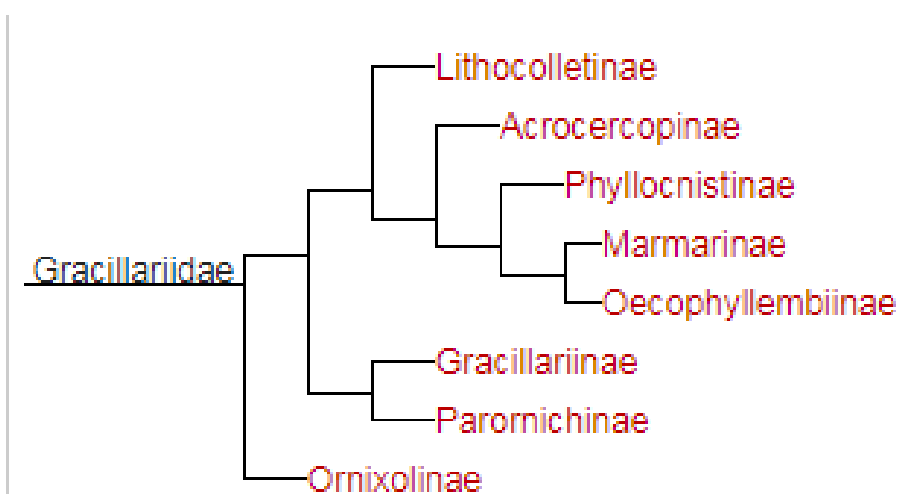 Lithocolletinae
Acrocercopinae
Phyllocnistinae
Marmarinae
Gracillariidae
Oecophyllembiinae
Gracillariinae
Parornichinae
Ornixolinae